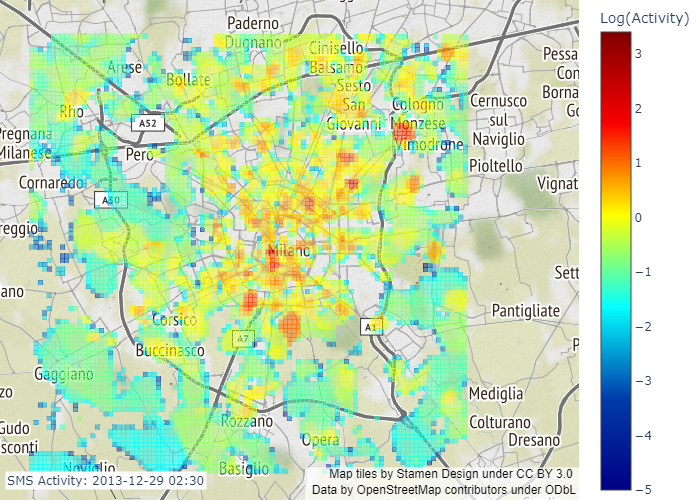 Log(Activity)
Paderno
Dugnano
Cinisello
Balsamo
Arese
Bollate
Sesto
San
Giovanni
Rho
Cologno
Monzese
Cernusco
sul
Naviglio
Pessa
Con
Borna
Go
A52
Pregnana
Milanese
Pero
Vimodrone
Pioltello
Cornaredo
Vignat
A50
reggio
Milano
Sett
ano
Pantigliate
Corsico
A1
P
A7
Buccinasco
Gaggiano
zo
Mediglia
Rozzano
Colturano
Gudo
Opera
Dresano
sconti
Noviglio
Basiglio
3
2
1
0
−1
−2
−3
−4
−5
SMS Activity: 2013-12-29 02:30
Map tiles by Stamen Design under CC BY 3.0
Data by OpenStreetMap contributors under ODbL